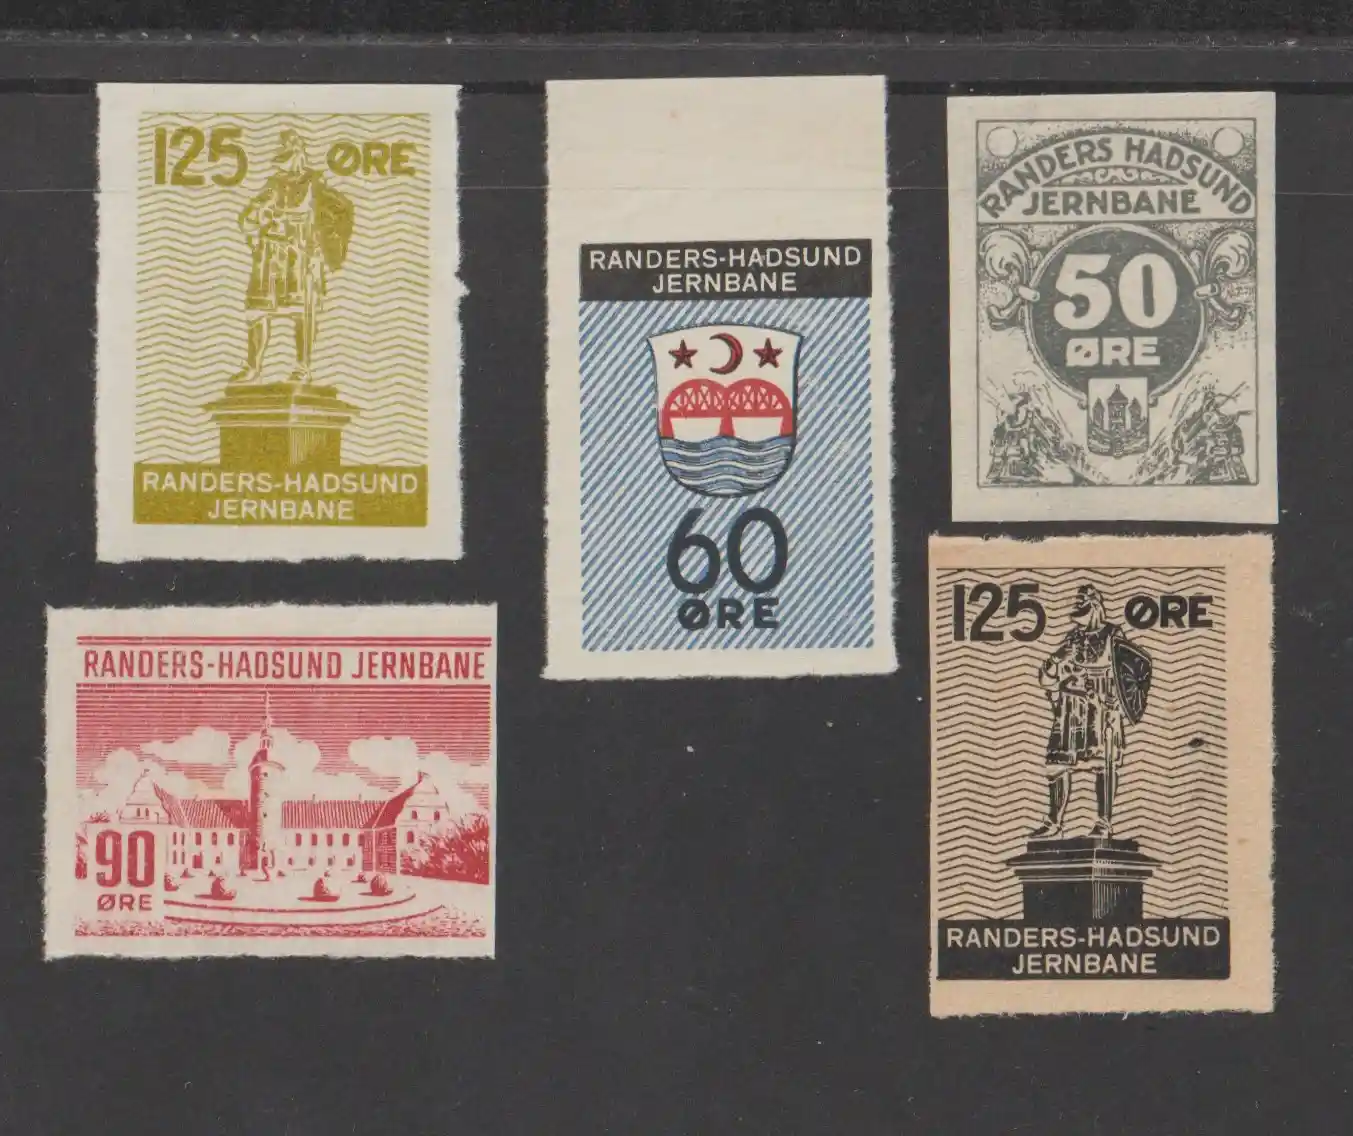 125 ØRE
RANDERS-HADSUND
JERNBANE
RANDERS-HADSUND
JERNBANE
60
ØRE
RANDERS HADSUND
JERNBANE
50
ØRE
RANDERS-HADSUND JERNBANE
90
ØRE
125 ØRE
RANDERS-HADSUND
JERNBANE